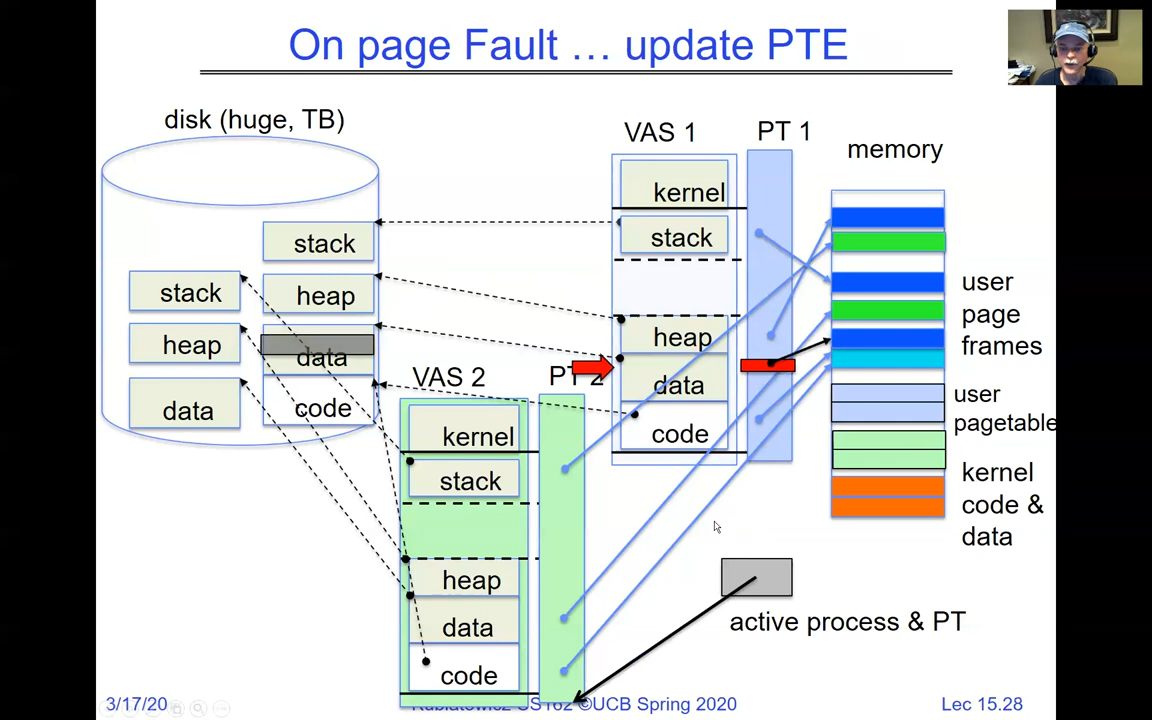 On page Fault … update PTE
disk (huge, TB)
VAS 1
PT 1
memory
kernel
stack
stack
heap
stack
heap
data
code
heap
data
heap
data
code
VAS 2
PT 2
kernel
stack
heap
data
code
user
page
frames
user
pagetable
kernel
code &
data
active process & PT
3/17/20
Kubiatowicz CS162 ©UCB Spring 2020
Lec 15.28